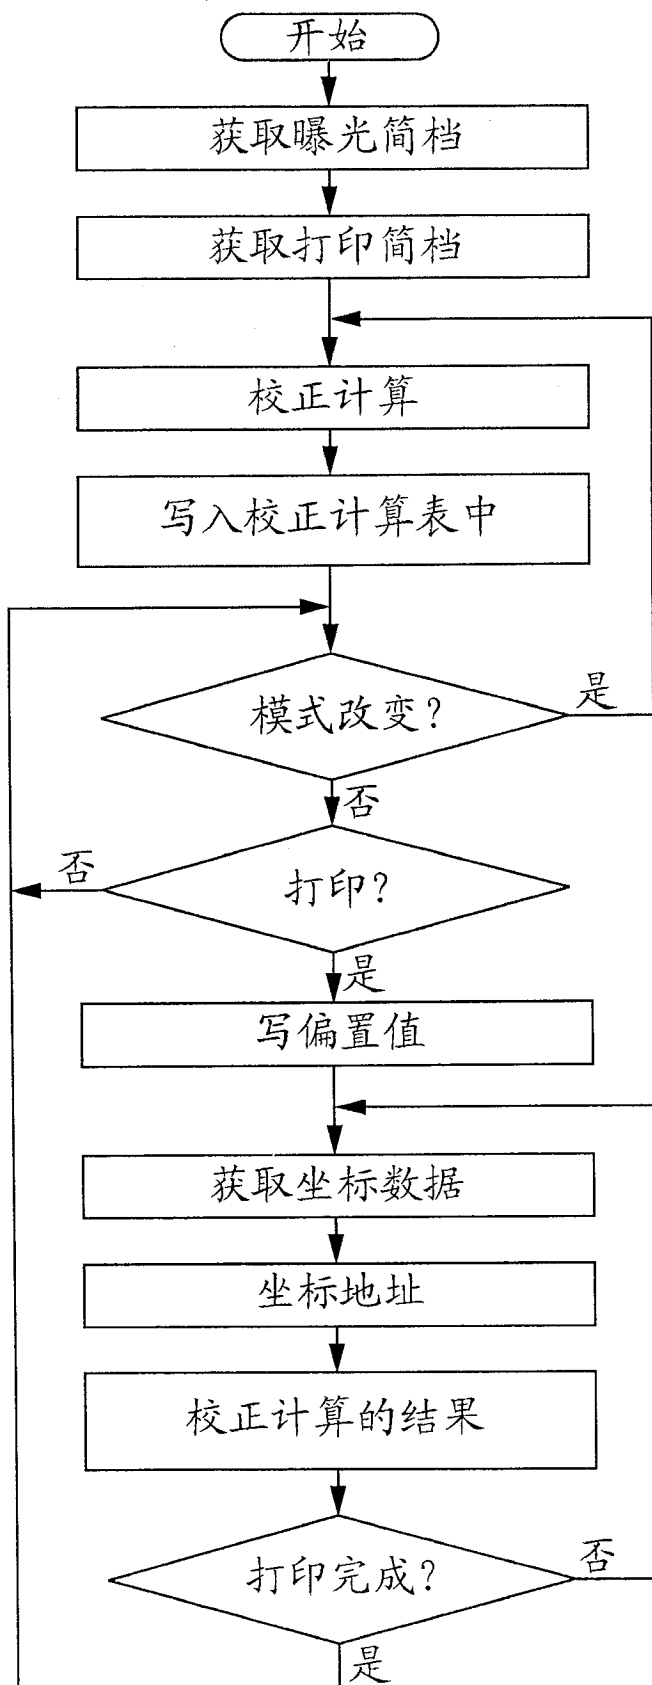 开始
获取曝光简档
获取打印简档
校正计算
写入校正计算表中
模式改变?
是
否
打印?
否
是
写偏置值
获取坐标数据
坐标地址
校正计算的结果
打印完成?
否
是